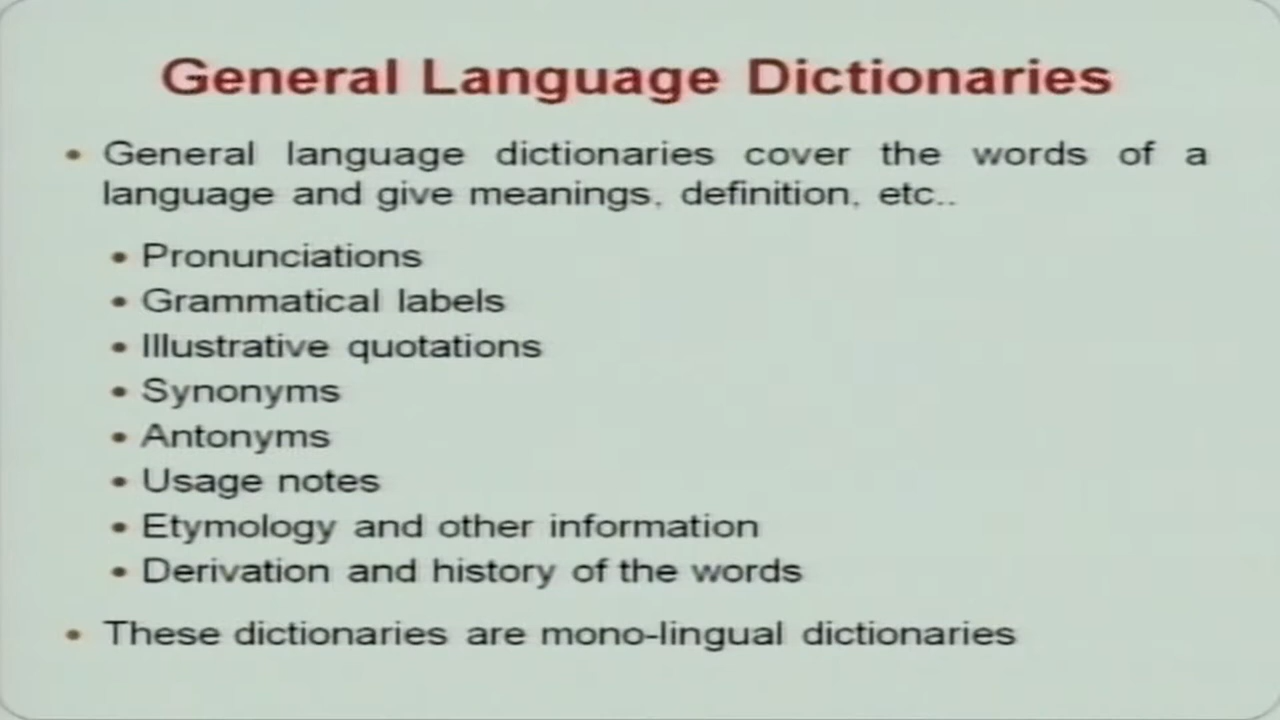 General Language Dictionaries
• General language dictionaries cover the words of a
language and give meanings, definition, etc..
• Pronunciations
• Grammatical labels
• Illustrative quotations
• Synonyms
• Antonyms
• Usage notes
• Etymology and other information
• Derivation and history of the words
• These dictionaries are mono-lingual dictionaries